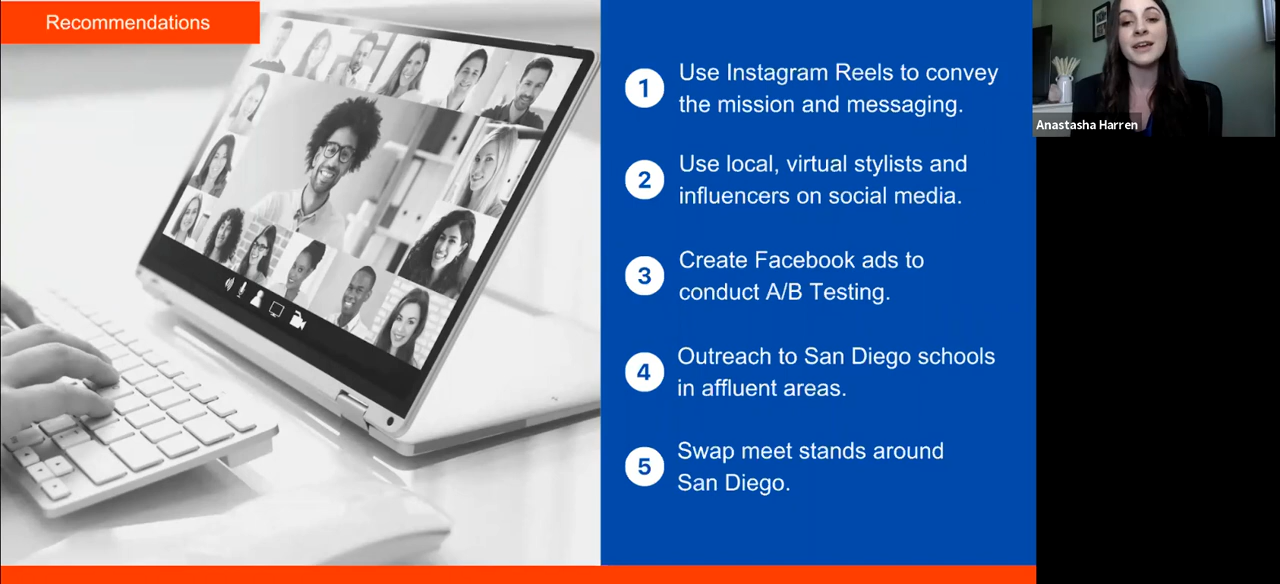 Recommendations
1
Use Instagram Reels to convey
the mission and messaging.
2
Use local, virtual stylists and
influencers on social media.
3
Create Facebook ads to
conduct A/B Testing.
4
Outreach to San Diego schools
in affluent areas.
5
Swap meet stands around
San Diego.
Anastasha Harren